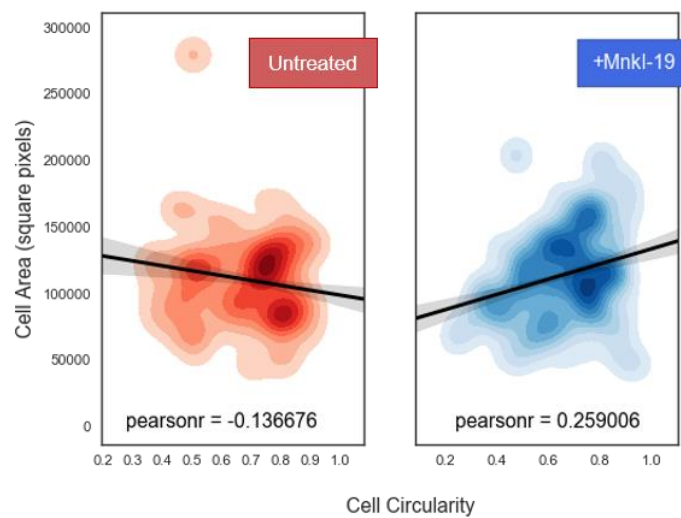 Untreated
+Mnkl-19
Cell Area (square pixels)
300000
250000
200000
150000
100000
50000
0
pearsonr = -0.136676
pearsonr = 0.259006
0.2 0.3 0.4 0.5 0.6 0.7 0.8 0.9 1.0
0.2 0.4 0.6 0.8 1.0
Cell Circularity